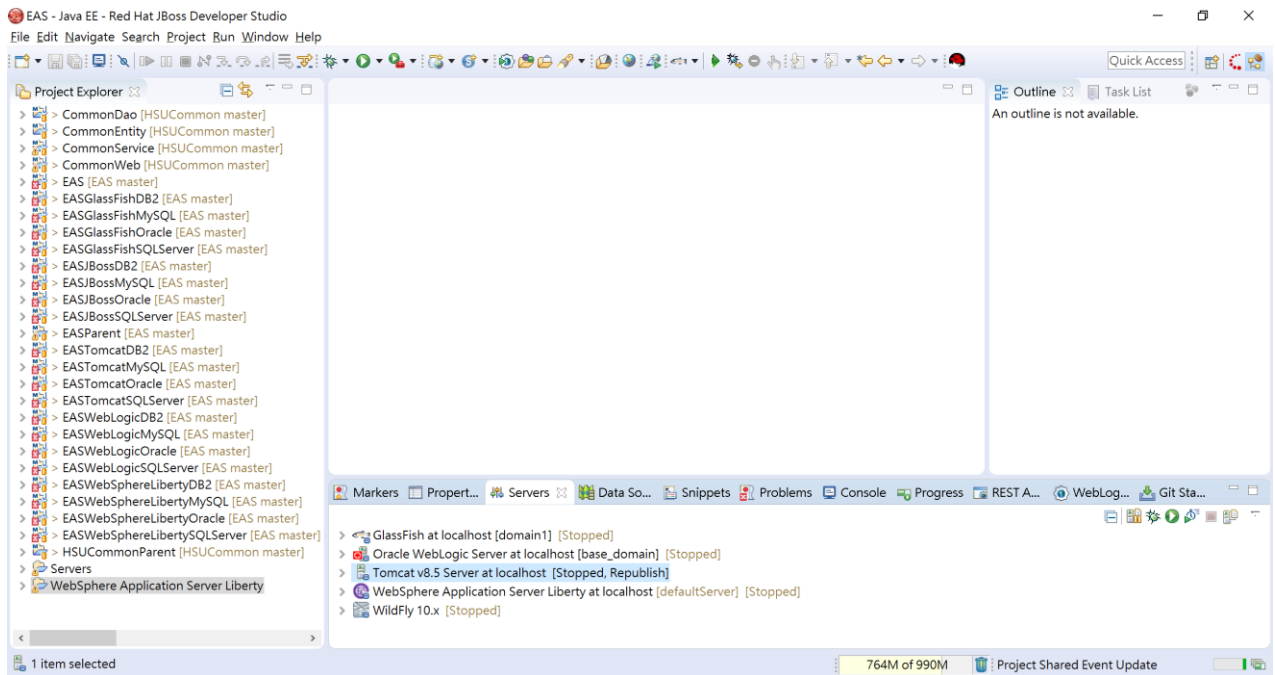 EAS - Java EE - Red Hat JBoss Developer Studio
File Edit Navigate Search Project Run Window Help
Quick Access
Project Explorer
> CommonDao [HSUCommon master]
> CommonEntity [HSUCommon master]
> CommonService [HSUCommon master]
> CommonWeb [HSUCommon master]
> EAS [EAS master]
> EASGlassFishDB2 [EAS master]
> EASGlassFishMySQL [EAS master]
> EASGlassFishOracle [EAS master]
> EASGlassFishSQLServer [EAS master]
> EASJBossDB2 [EAS master]
> EASJBossMySQL [EAS master]
> EASJBossOracle [EAS master]
> EASJBossSQLServer [EAS master]
> EASParent [EAS master]
> EASTomcatDB2 [EAS master]
> EASTomcatMySQL [EAS master]
> EASTomcatOracle [EAS master]
> EASTomcatSQLServer [EAS master]
> EASWebLogicDB2 [EAS master]
> EASWebLogicMySQL [EAS master]
> EASWebLogicOracle [EAS master]
> EASWebLogicSQLServer [EAS master]
> EASWebSphereLibertyDB2 [EAS master]
> EASWebSphereLibertyMySQL [EAS master]
> EASWebSphereLibertyOracle [EAS master]
> EASWebSphereLibertySQLServer [EAS master]
> HSUCommonParent [HSUCommon master]
Servers
WebSphere Application Server Liberty
Outline Task List
An outline is not available.
Markers Propert... Servers Data So... Snippets Problems Console Progress REST A... WebLog... Git Sta...
GlassFish at localhost [domain1] [Stopped]
Oracle WebLogic Server at localhost [base_domain] [Stopped]
Tomcat v8.5 Server at localhost [Stopped, Republish]
WebSphere Application Server Liberty at localhost [defaultServer] [Stopped]
WildFly 10.x [Stopped]
1 item selected
764M of 990M
Project Shared Event Update